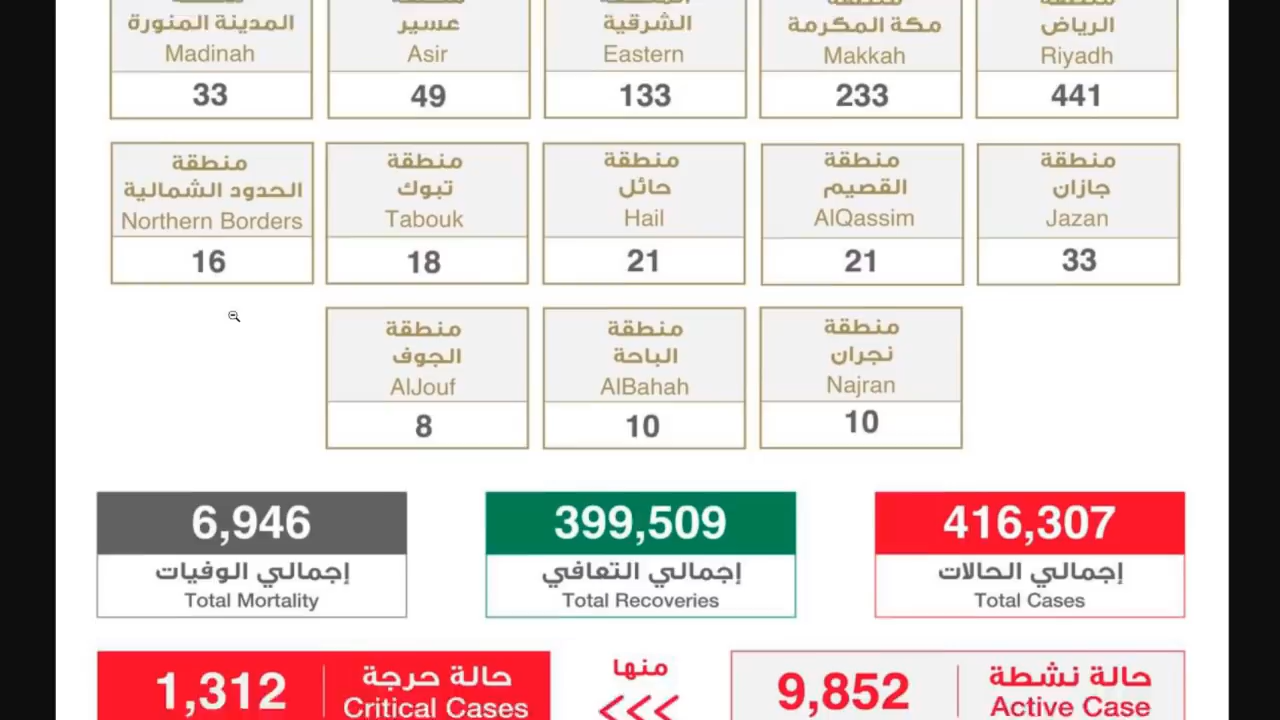 المدينة المنورة
Madinah
33
عسير
Asir
49
الشرقية
Eastern
133
مكة المكرمة
Makkah
233
الرياض
Riyadh
441
منطقة
الحدود الشمالية
Northern Borders
16
منطقة
تبوك
Tabouk
18
منطقة
حائل
Hail
21
منطقة
القصيم
AlQassim
21
منطقة
جازان
Jazan
33
منطقة
الجوف
AlJouf
8
منطقة
الباحة
AlBahah
10
منطقة
نجران
Najran
10
6,946
إجمالي الوفيات
Total Mortality
399,509
إجمالي التعافي
Total Recoveries
416,307
إجمالي الحالات
Total Cases
1,312
حالة حرجة
Critical Cases
منها
<<<
9,852
حالة نشطة
Active Case